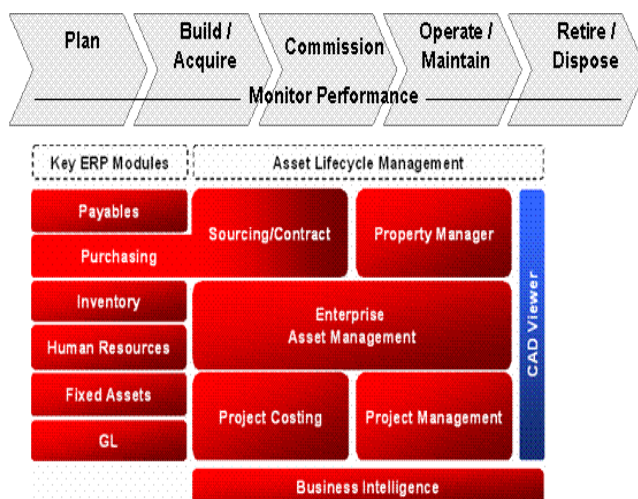 Plan
Build /
Acquire
Commission
Operate /
Maintain
Retire /
Dispose
Monitor Performance
Key ERP Modules
Asset Lifecycle Management
Payables
Purchasing
Sourcing/Contract
Property Manager
Inventory
Human Resources
Enterprise
Asset Management
Fixed Assets
GL
Project Costing
Project Management
CAD Viewer
Business Intelligence